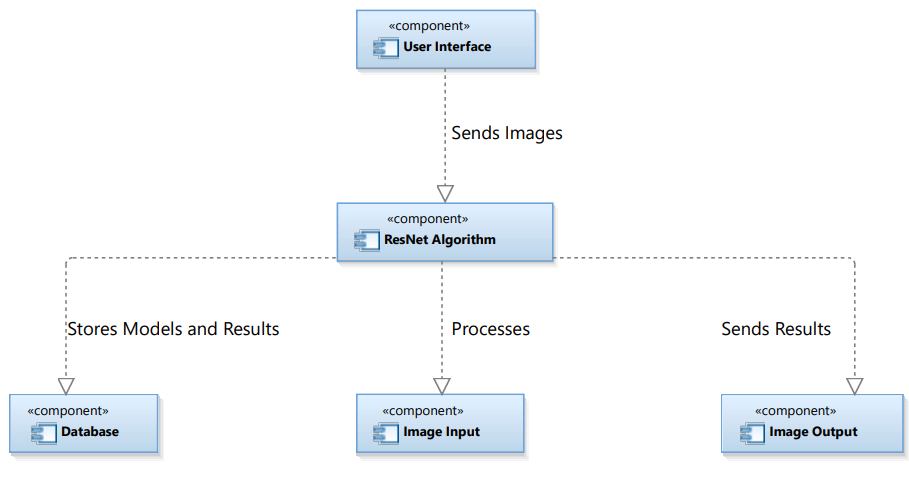 «component»
User Interface
Sends Images
«component»
ResNet Algorithm
Stores Models and Results
Processes
Sends Results
«component»
Database
«component»
Image Input
«component»
Image Output